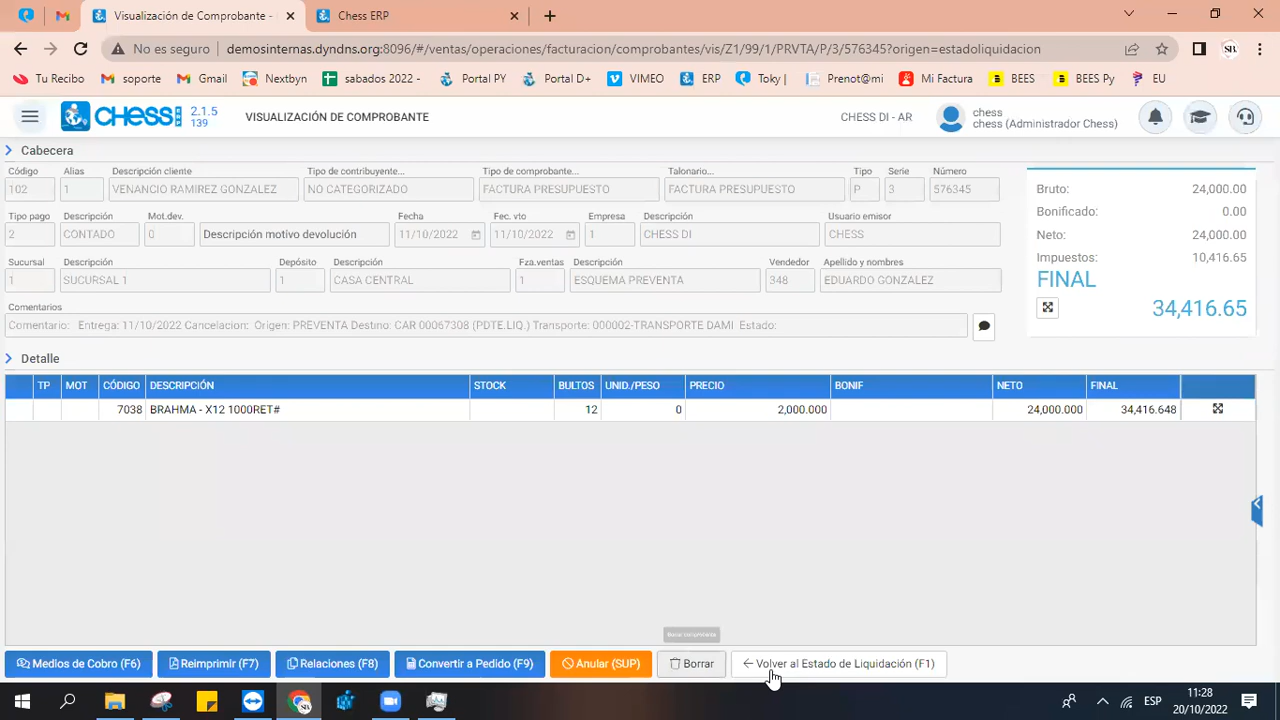 Visualización de Comprobante - 
Chess ERP
No es seguro
demosinternas.dyndns.org:8096/#/ventas/operaciones/facturacion/comprobantes/vis/Z1/99/1/PRVTA/P/3/576345?origen=estadoliquidacion
Tu Recibo soporte Gmail Nextbyn sabados 2022 - Portal PY Portal D+ VIMEO ERP Toky | Prenot@mi Mi Factura BEES BEES Py EU
CHESS 2.1.5 139 VISUALIZACIÓN DE COMPROBANTE CHESS DI - AR chess
chess (Administrador Chess)
Cabecera
Código Alias Descripción cliente Tipo de contribuyente... Tipo de comprobante... Talonario... Tipo Serie Número
102 1 VENANCIO RAMIREZ GONZALEZ NO CATEGORIZADO FACTURA PRESUPUESTO FACTURA PRESUPUESTO P 3 576345
Tipo pago Descripción Mot.dev. Fecha Fec. vto Empresa Descripción Usuario emisor
2 CONTADO 0 Descripción motivo devolución 11/10/2022 11/10/2022 1 CHESS DI CHESS
Sucursal Descripción Depósito Descripción Fza.ventas Descripción Vendedor Apellido y nombres
1 SUCURSAL 1 1 CASA CENTRAL 1 ESQUEMA PREVENTA 348 EDUARDO GONZALEZ
Comentarios
Comentario: Entrega: 11/10/2022 Cancelacion: Origen: PREVENTA Destino: CAR 00067308 (PDTE.LIQ.) Transporte: 000002-TRANSPORTE DAMI Estado:
Bruto: 24,000.00
Bonificado: 0.00
Neto: 24,000.00
Impuestos: 10,416.65
FINAL
34,416.65
Detalle
TP MOT CÓDIGO DESCRIPCIÓN STOCK BULTOS UNID./PESO PRECIO BONIF NETO FINAL
7038 BRAHMA - X12 1000RET# 12 0 2,000.000 24,000.000 34,416.648
Borrar comprobante
Medios de Cobro (F6) Reimprimir (F7) Relaciones (F8) Convertir a Pedido (F9) Anular (SUP) Borrar Volver al Estado de Liquidación (F1)
ESP 11:28
20/10/2022